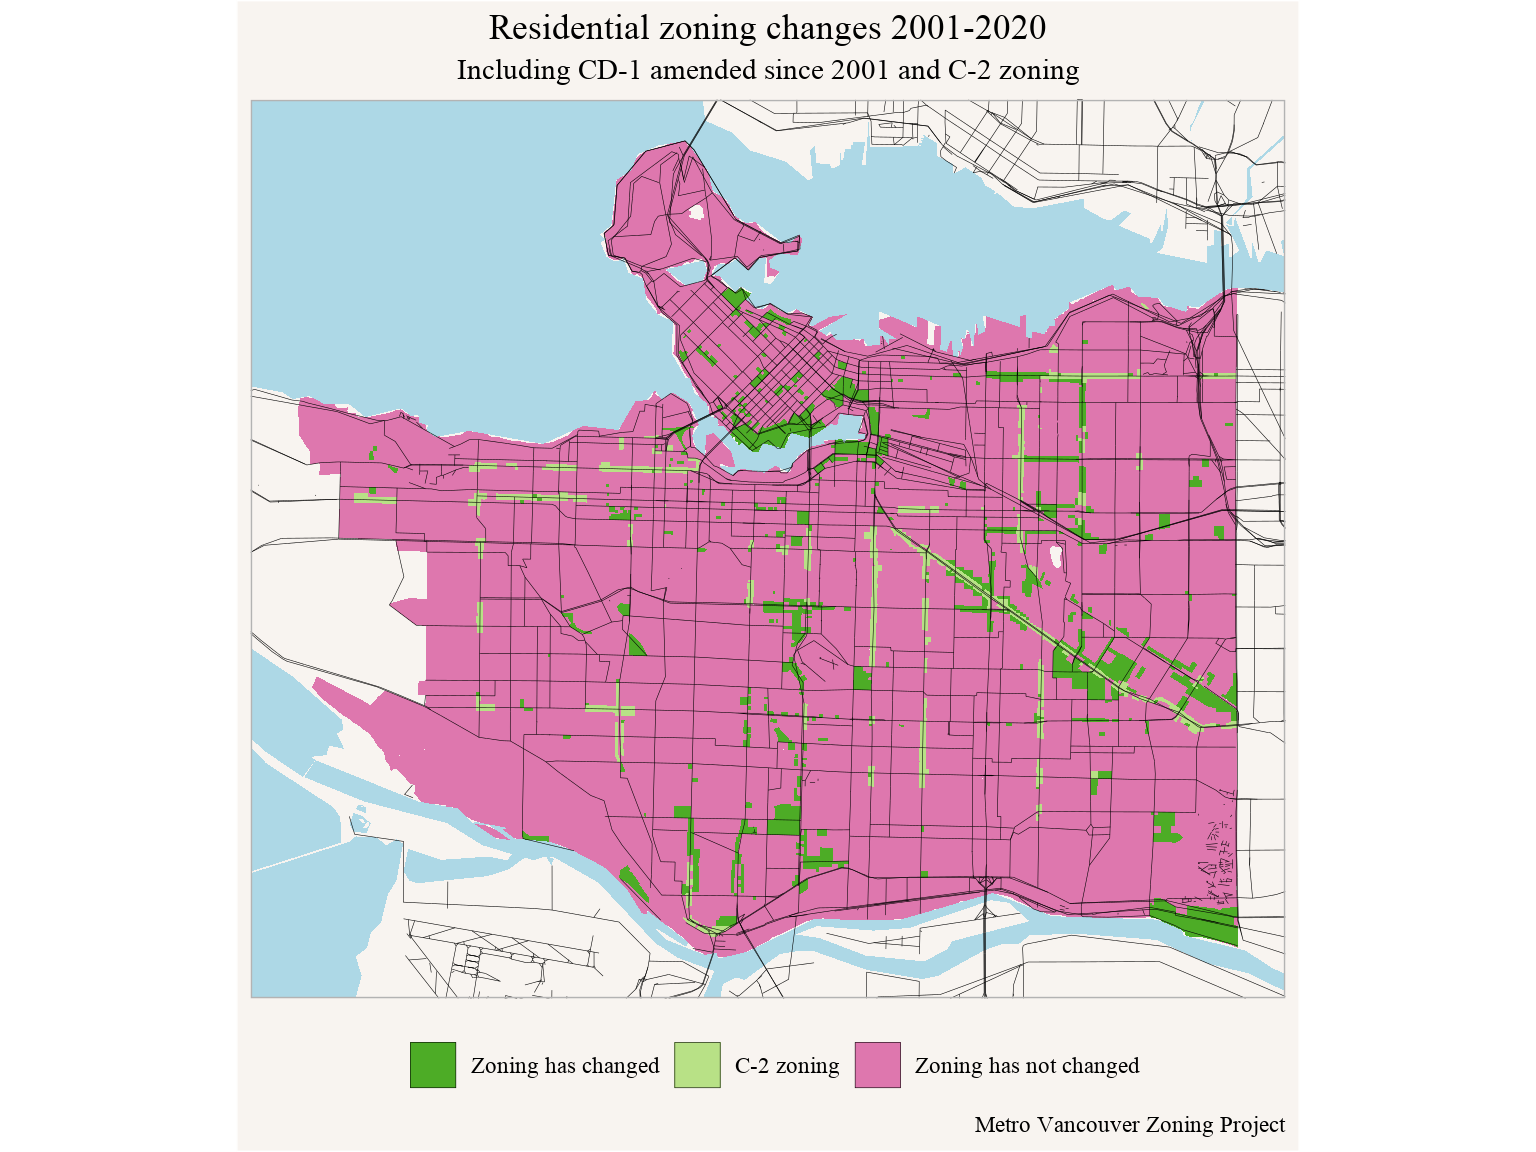 Residential zoning changes 2001-2020
Including CD-1 amended since 2001 and C-2 zoning
Zoning has changed
C-2 zoning
Zoning has not changed
Metro Vancouver Zoning Project